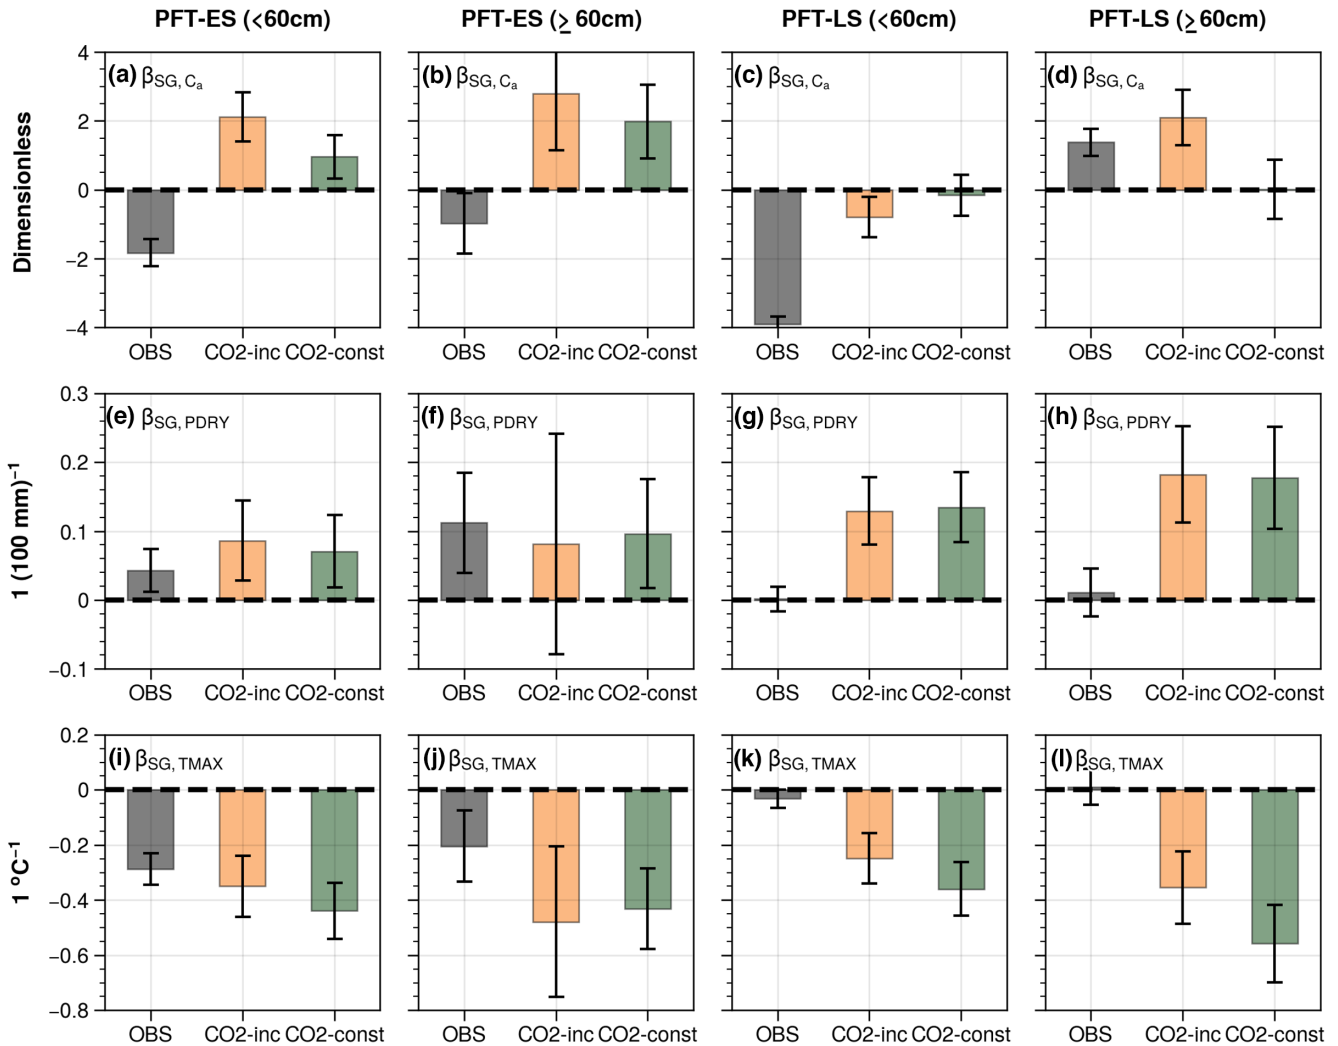 PFT-ES (<60cm)
PFT-ES (≥ 60cm)
PFT-LS (<60cm)
PFT-LS (≥ 60cm)
Dimensionless
4
2
0
−2
−4
(a) βSG, Ca
OBS CO2-inc CO2-const
(b) βSG, Ca
OBS CO2-inc CO2-const
(c) βSG, Ca
OBS CO2-inc CO2-const
(d) βSG, Ca
OBS CO2-inc CO2-const
1 (100 mm)⁻¹
0.3
0.2
0.1
0
−0.1
(e) βSG, PDRY
OBS CO2-inc CO2-const
(f) βSG, PDRY
OBS CO2-inc CO2-const
(g) βSG, PDRY
OBS CO2-inc CO2-const
(h) βSG, PDRY
OBS CO2-inc CO2-const
1 °C⁻¹
0.2
0
−0.2
−0.4
−0.6
−0.8
(i) βSG, TMAX
OBS CO2-inc CO2-const
(j) βSG, TMAX
OBS CO2-inc CO2-const
(k) βSG, TMAX
OBS CO2-inc CO2-const
(l) βSG, TMAX
OBS CO2-inc CO2-const